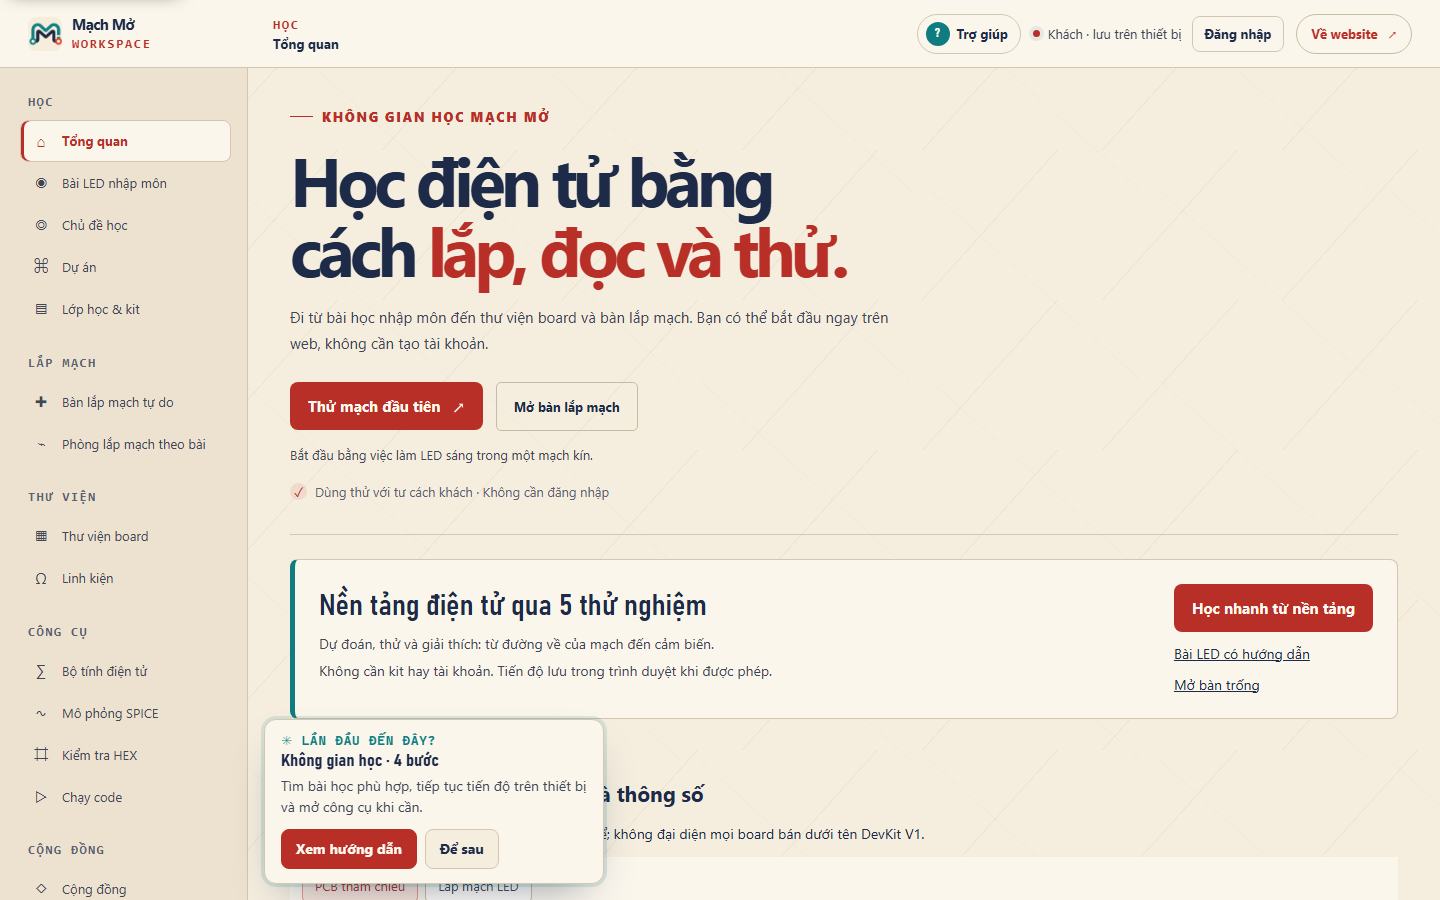 Mạch Mở
WORKSPACE
HỌC
Tổng quan
? Trợ giúp
Khách · lưu trên thiết bị
Đăng nhập
Về website ↗
HỌC
Tổng quan
Bài LED nhập môn
Chủ đề học
Dự án
Lớp học & kit
LẮP MẠCH
Bàn lắp mạch tự do
Phòng lắp mạch theo bài
THƯ VIỆN
Thư viện board
Linh kiện
CÔNG CỤ
Bộ tính điện tử
Mô phỏng SPICE
Kiểm tra HEX
Chạy code
CỘNG ĐỒNG
Cộng đồng
KHÔNG GIAN HỌC MẠCH MỞ
Học điện tử bằng
cách lắp, đọc và thử.
Đi từ bài học nhập môn đến thư viện board và bàn lắp mạch. Bạn có thể bắt đầu ngay trên
web, không cần tạo tài khoản.
Thử mạch đầu tiên ↗
Mở bàn lắp mạch
Bắt đầu bằng việc làm LED sáng trong một mạch kín.
✓ Dùng thử với tư cách khách · Không cần đăng nhập
Nền tảng điện tử qua 5 thử nghiệm
Dự đoán, thử và giải thích: từ đường về của mạch đến cảm biến.
Không cần kit hay tài khoản. Tiến độ lưu trong trình duyệt khi được phép.
Học nhanh từ nền tảng
Bài LED có hướng dẫn
Mở bàn trống
LẦN ĐẦU ĐẾN ĐÂY?
Không gian học · 4 bước
Tìm bài học phù hợp, tiếp tục tiến độ trên thiết bị
và mở công cụ khi cần.
Xem hướng dẫn
Để sau
thông số
không đại diện mọi board bán dưới tên DevKit V1.
PCB tham chiếu
Lắp mạch LED